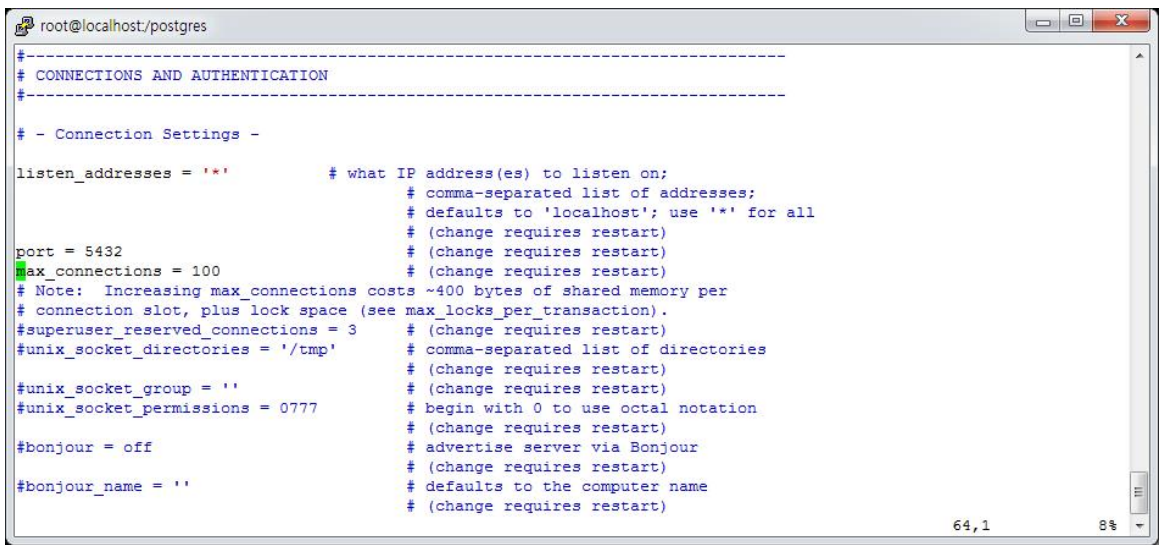 root@localhost:/postgres
#------------------------------------------------------------------------------
# CONNECTIONS AND AUTHENTICATION
#------------------------------------------------------------------------------
# - Connection Settings -
listen_addresses = '*' # what IP address(es) to listen on;
# comma-separated list of addresses;
# defaults to 'localhost'; use '*' for all
# (change requires restart)
port = 5432 # (change requires restart)
max_connections = 100 # (change requires restart)
# Note:  Increasing max_connections costs ~400 bytes of shared memory per
# connection slot, plus lock space (see max_locks_per_transaction).
#superuser_reserved_connections = 3 # (change requires restart)
#unix_socket_directories = '/tmp' # comma-separated list of directories
# (change requires restart)
#unix_socket_group = '' # (change requires restart)
#unix_socket_permissions = 0777 # begin with 0 to use octal notation
# (change requires restart)
#bonjour = off # advertise server via Bonjour
# (change requires restart)
#bonjour_name = '' # defaults to the computer name
# (change requires restart)
64,1 8%